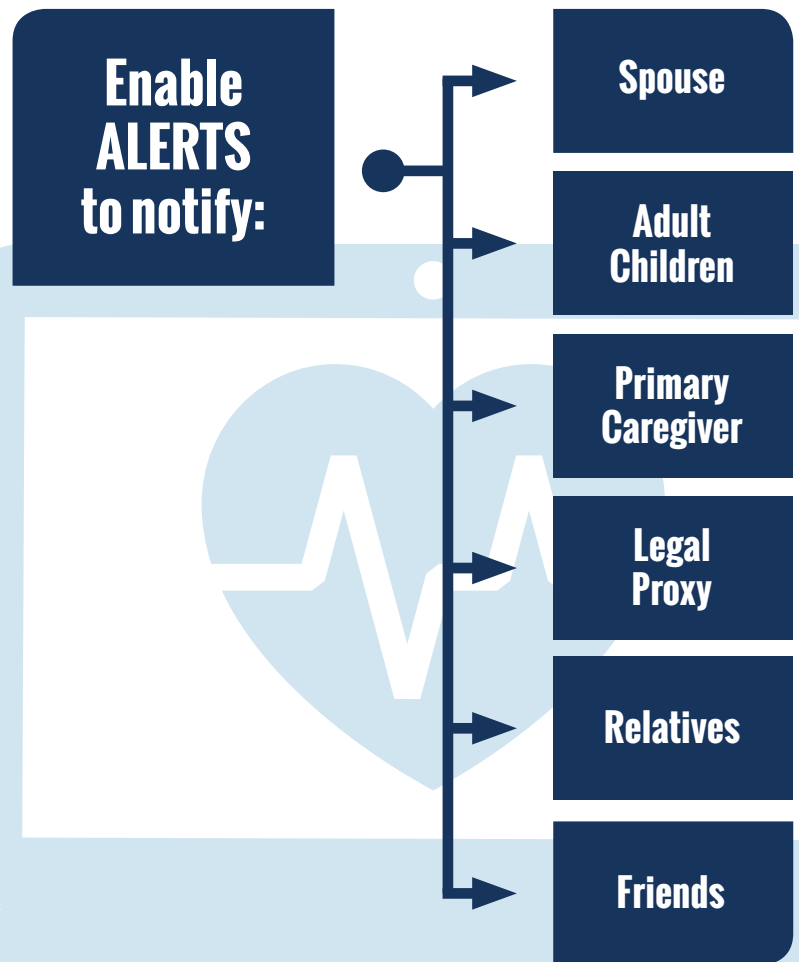 Enable
ALERTS
to notify:
Spouse
Adult
Children
Primary
Caregiver
Legal
Proxy
Relatives
Friends